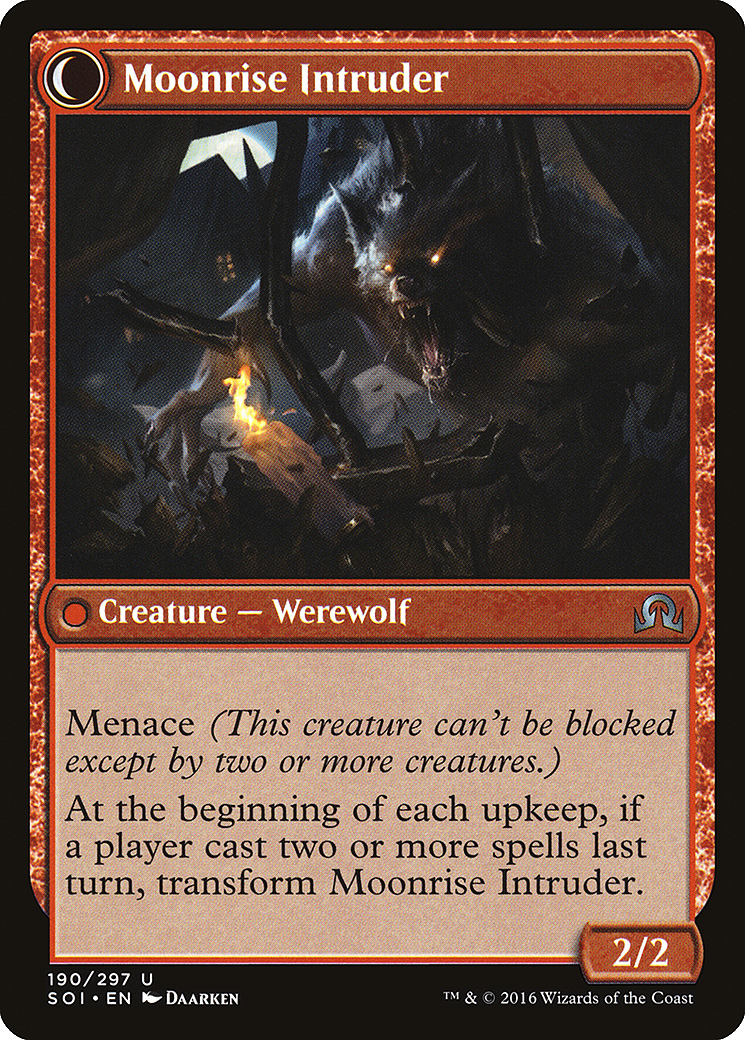 Moonrise Intruder
Creature — Werewolf
Menace (This creature can't be blocked
except by two or more creatures.)
At the beginning of each upkeep, if
a player cast two or more spells last
turn, transform Moonrise Intruder.
2/2
190/297 U
SOI • EN Daarken
™ & © 2016 Wizards of the Coast